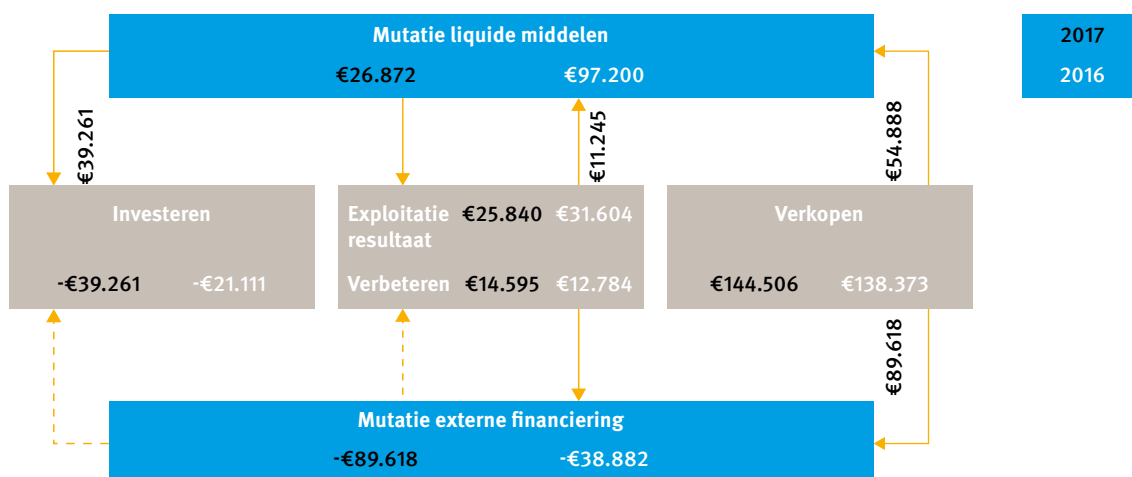 Mutatie liquide middelen
€26.872 €97.200
2017
2016
€39.261
€11.245
€54.888
Investeren
-€39.261 -€21.111
Exploitatie €25.840 €31.604
resultaat
Verbeteren €14.595 €12.784
Verkopen
€144.506 €138.373
€89.618
Mutatie externe financiering
-€89.618 -€38.882